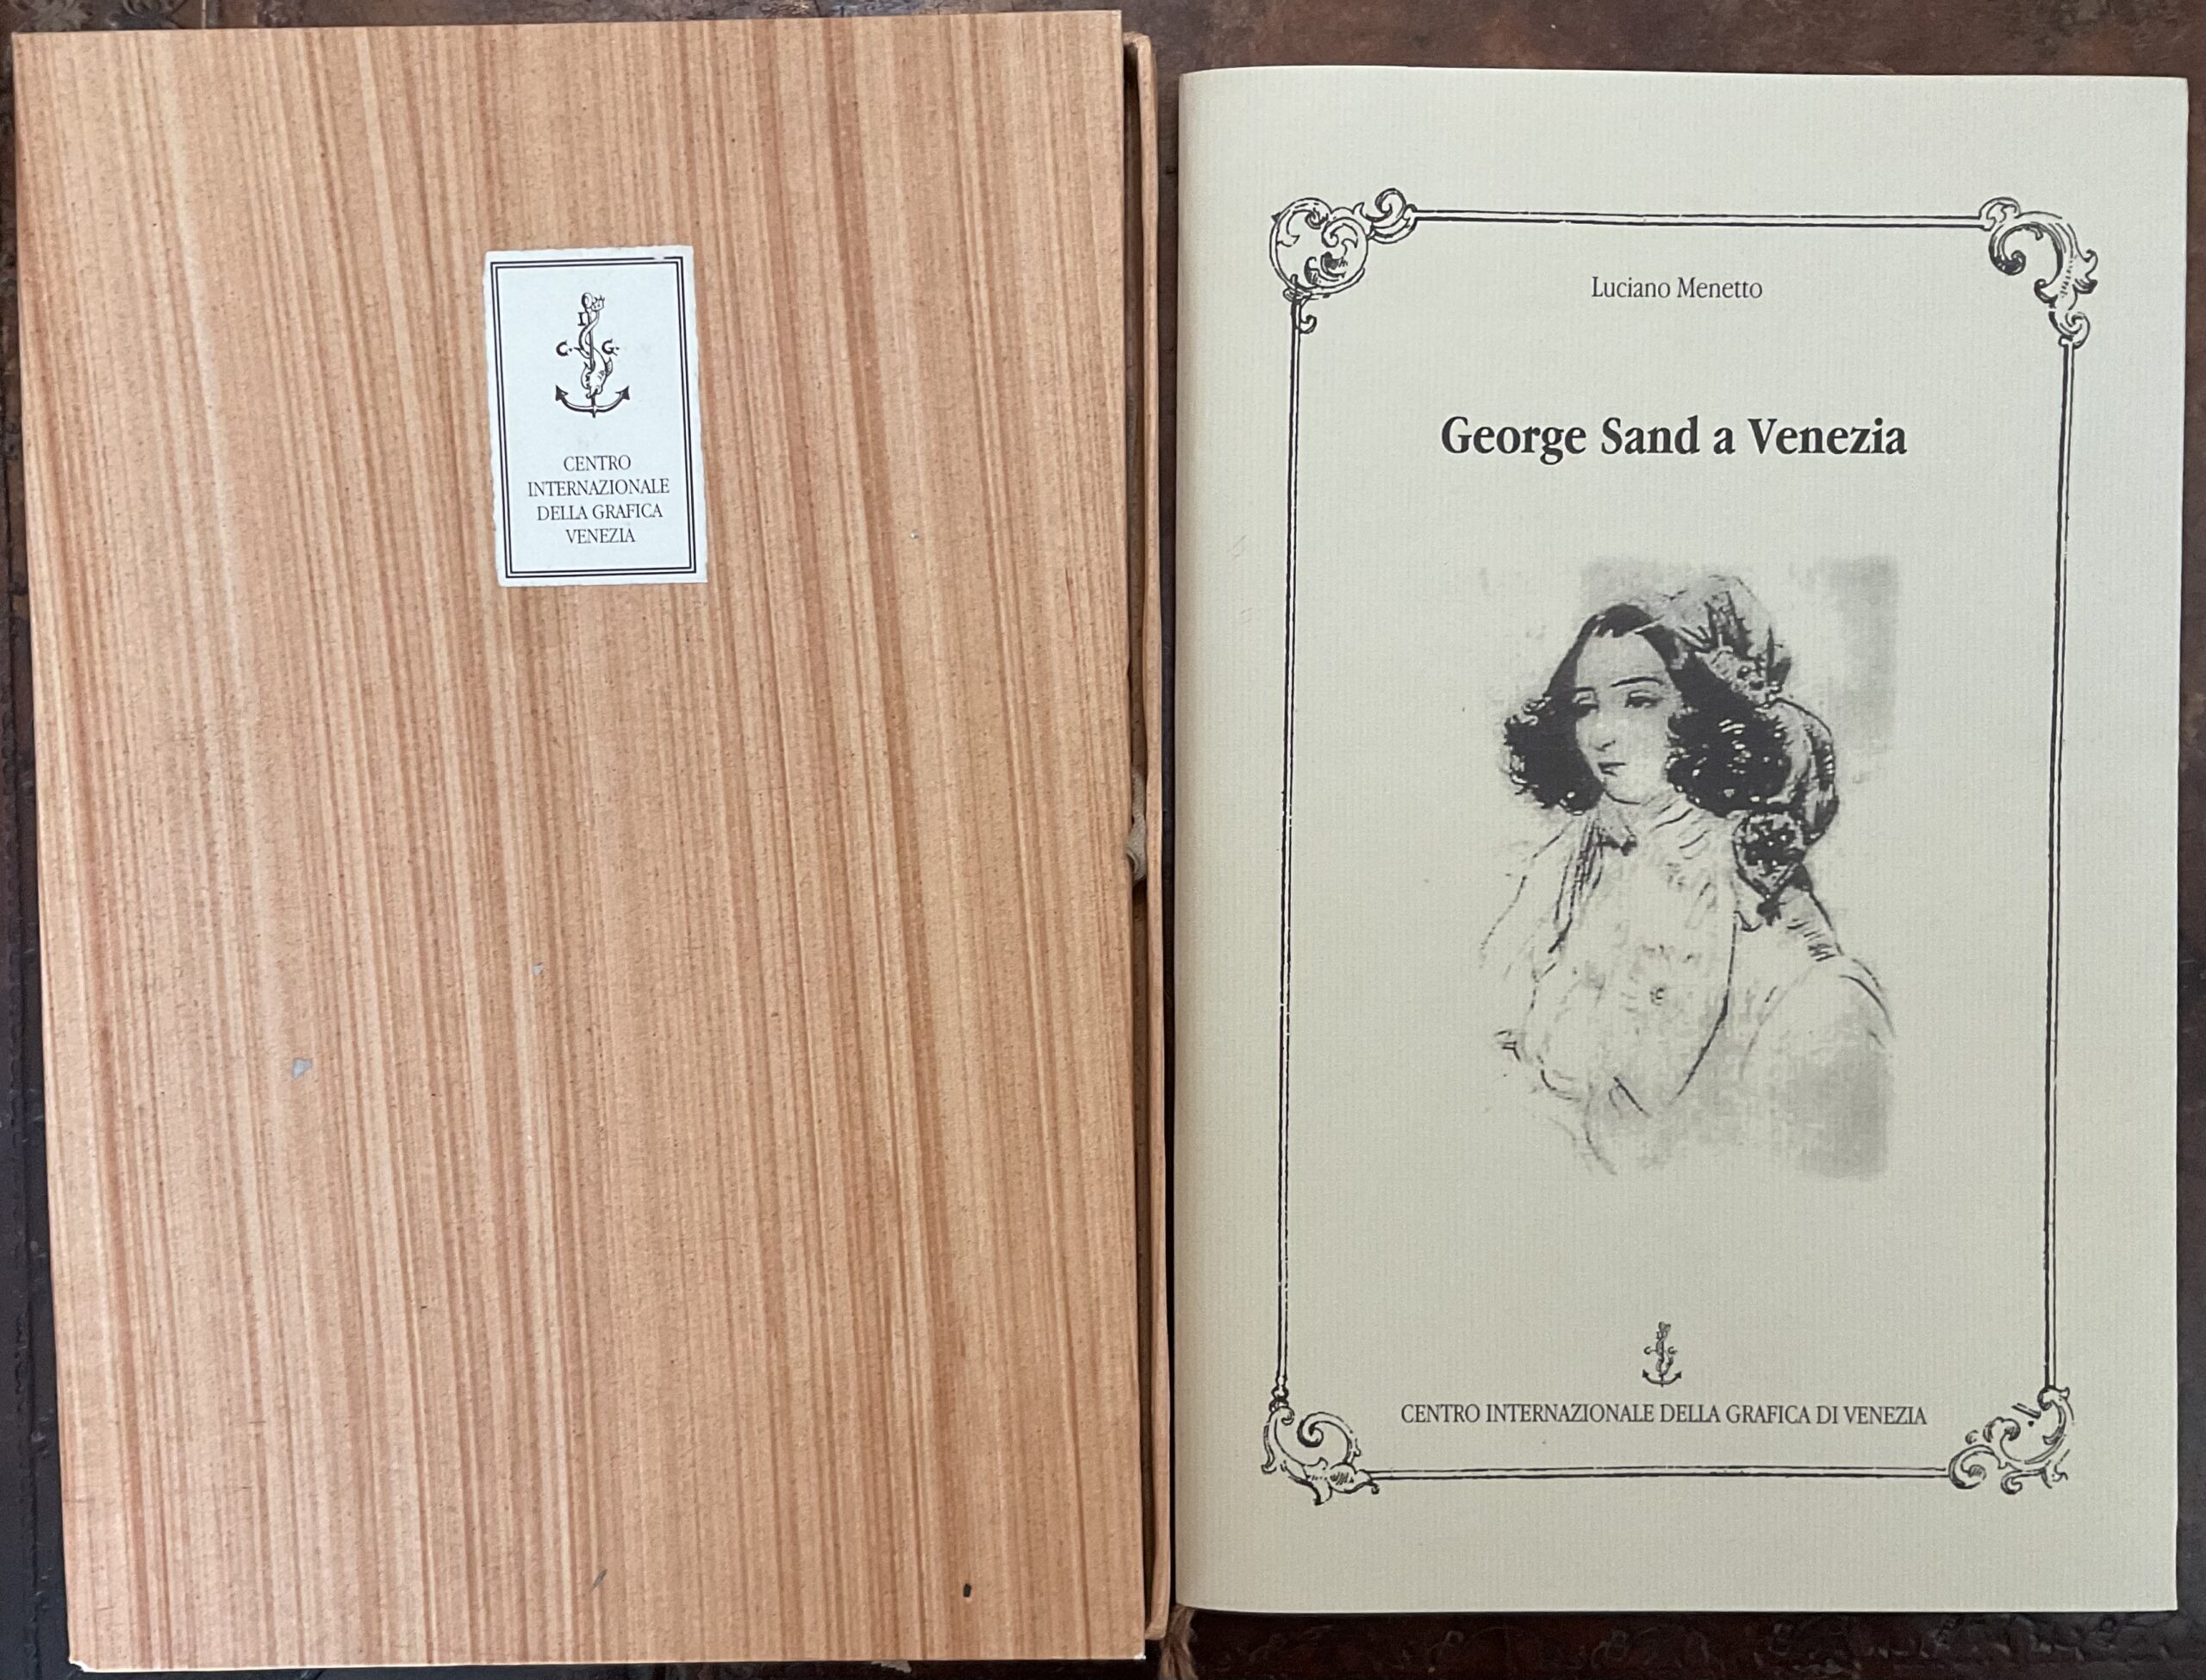 I
C. G.
CENTRO
INTERNAZIONALE
DELLA GRAFICA
VENEZIA
Luciano Menetto
George Sand a Venezia
C G
CENTRO INTERNAZIONALE DELLA GRAFICA DI VENEZIA